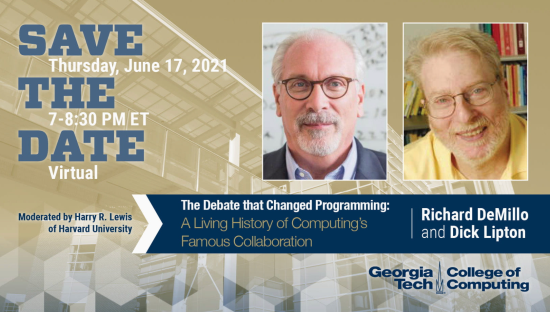 SAVE
Thursday, June 17, 2021
THE
7-8:30 PM ET
DATE
Virtual
Moderated by Harry R. Lewis
of Harvard University
The Debate that Changed Programming:
A Living History of Computing's
Famous Collaboration
Richard DeMillo
and Dick Lipton
Georgia
Tech
College of
Computing